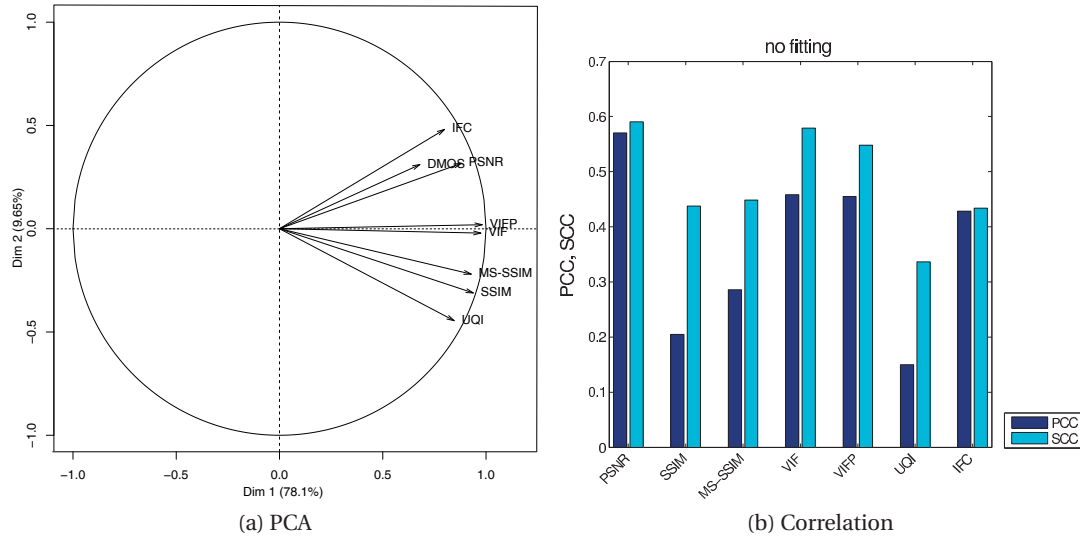 1.0
0.5
0.0
−0.5
−1.0
Dim 2 (9.65%)
IFC
DMOS
PSNR
VIFP
VIF
MS-SSIM
SSIM
UQI
−1.0 −0.5 0.0 0.5 1.0
Dim 1 (78.1%)
(a) PCA
no fitting
0.7
0.6
0.5
0.4
0.3
0.2
0.1
0
PCC, SCC
PSNR
SSIM
MS−SSIM
VIF
VIFP
UQI
IFC
PCC
SCC
(b) Correlation